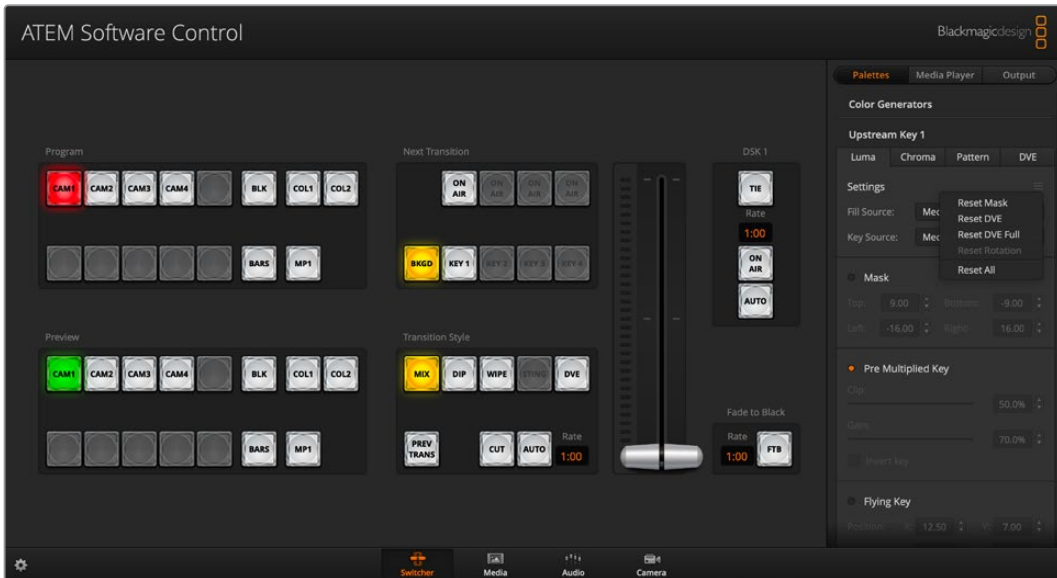 ATEM Software Control
Blackmagicdesign
Palettes Media Player Output
Color Generators
Upstream Key 1
Luma Chroma Pattern DVE
Settings
Fill Source: Med
Key Source: Med
Reset Mask
Reset DVE
Reset DVE Full
Reset Rotation
Reset All
Mask
Top: 9.00 Bottom: -9.00
Left: -16.00 Right: 16.00
Pre Multiplied Key
Clip:
50.0%
Gain:
70.0%
Invert key
Flying Key
Position: X: 12.50 Y: 7.00
Program
CAM1 CAM2 CAM3 CAM4 BLK COL1 COL2
BARS MP1
Next Transition
ON AIR ON AIR ON AIR ON AIR
BKGD KEY 1 KEY 2 KEY 3 KEY 4
DSK 1
TIE
Rate
1:00
ON AIR
AUTO
Preview
CAM1 CAM2 CAM3 CAM4 BLK COL1 COL2
BARS MP1
Transition Style
MIX DIP WIPE STING DVE
PREV TRANS CUT AUTO Rate 1:00
Fade to Black
Rate
1:00 FTB
Switcher Media Audio Camera